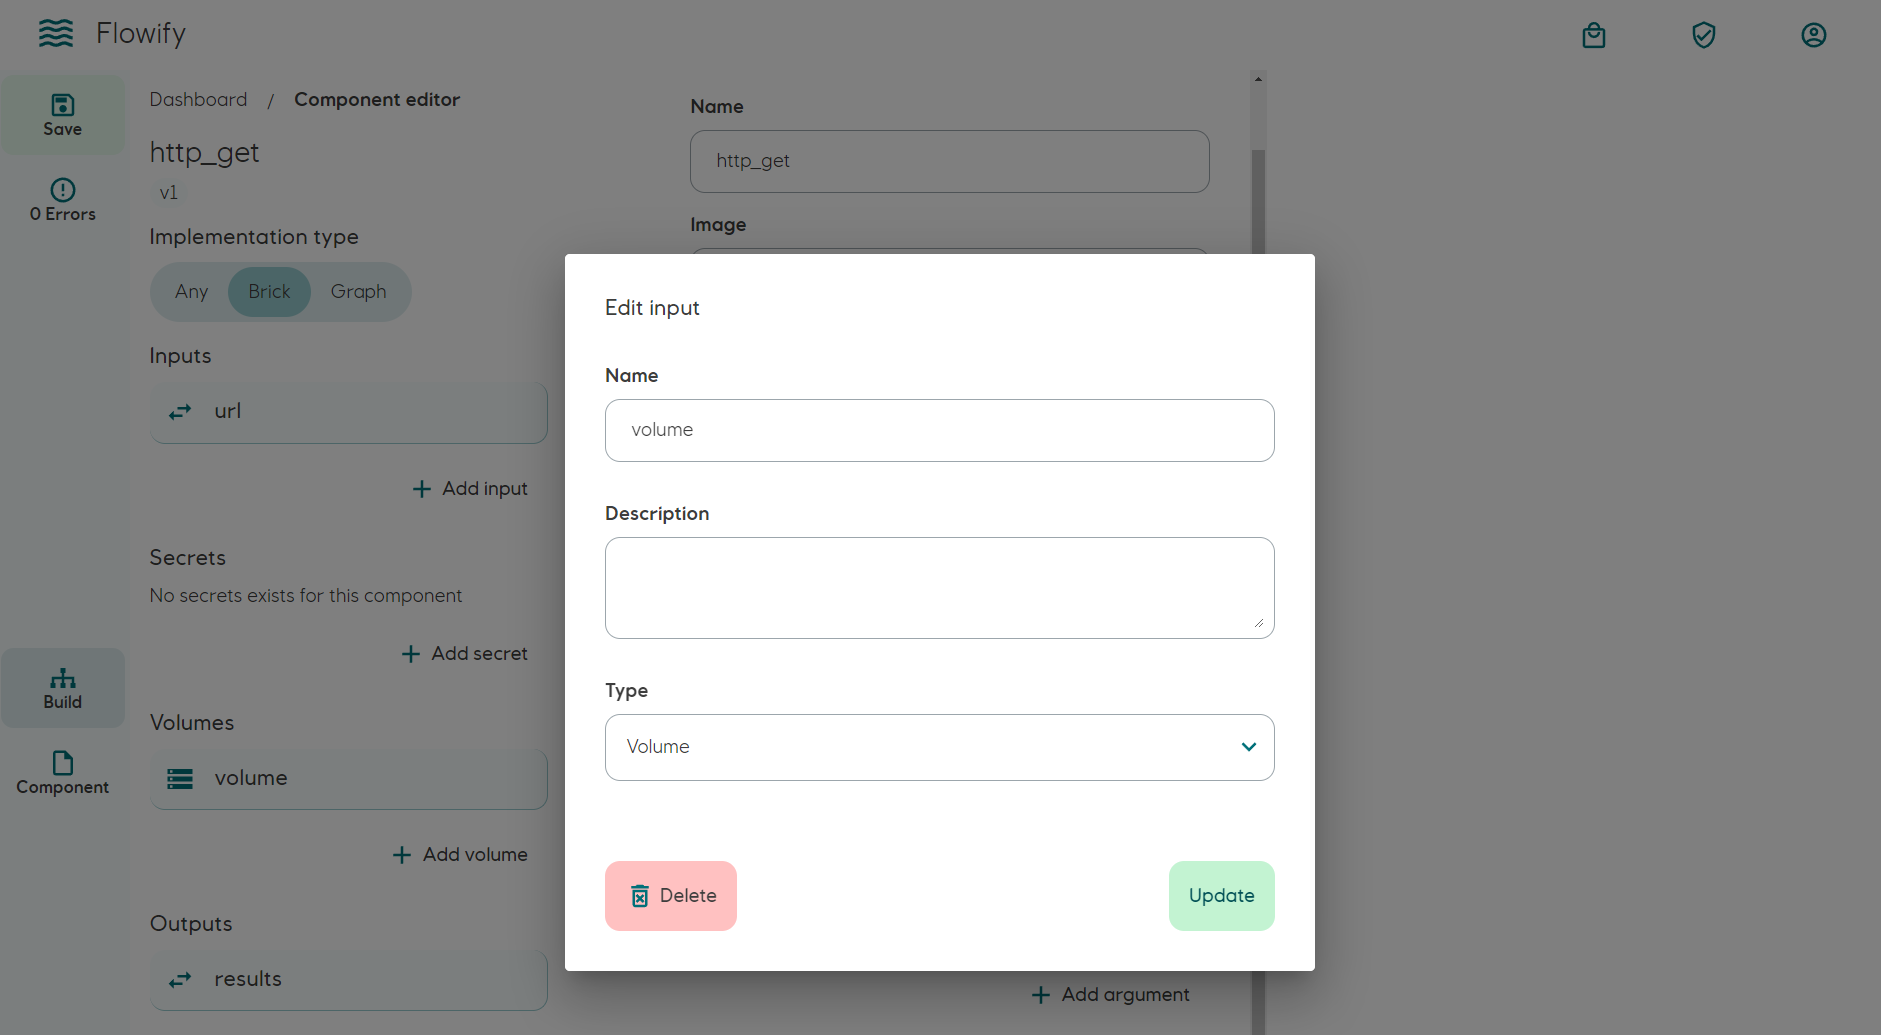 Flowify
Save
0 Errors
Build
Component
Dashboard / Component editor
http_get
v1
Implementation type
Any Brick Graph
Inputs
url
+ Add input
Secrets
No secrets exists for this component
+ Add secret
Volumes
volume
+ Add volume
Outputs
results
Name
http_get
Image
Edit input
Name
volume
Description
Type
Volume
Delete
Update
+ Add argument